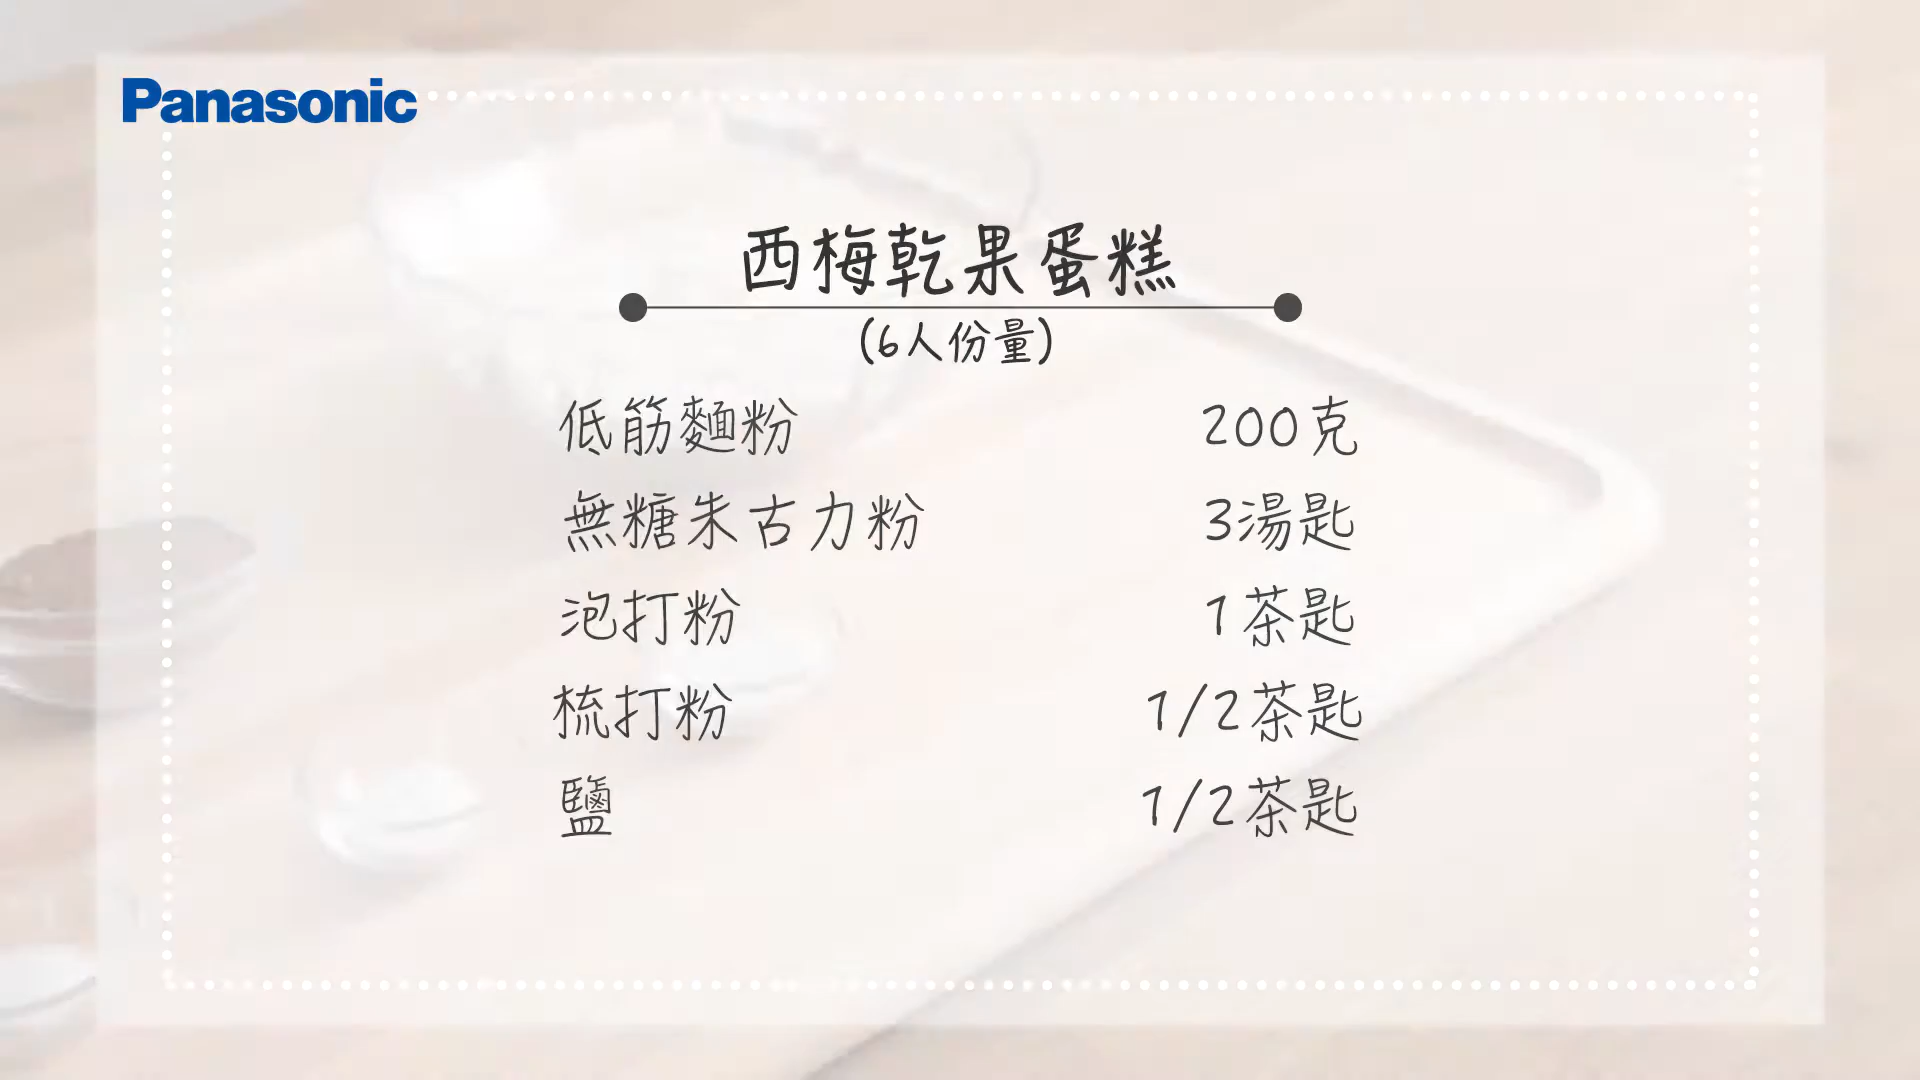 Panasonic
西梅乾果蛋糕
(6人份量)
低筋麵粉 200克
無糖朱古力粉 3湯匙
泡打粉 1茶匙
梳打粉 1/2茶匙
鹽 1/2茶匙